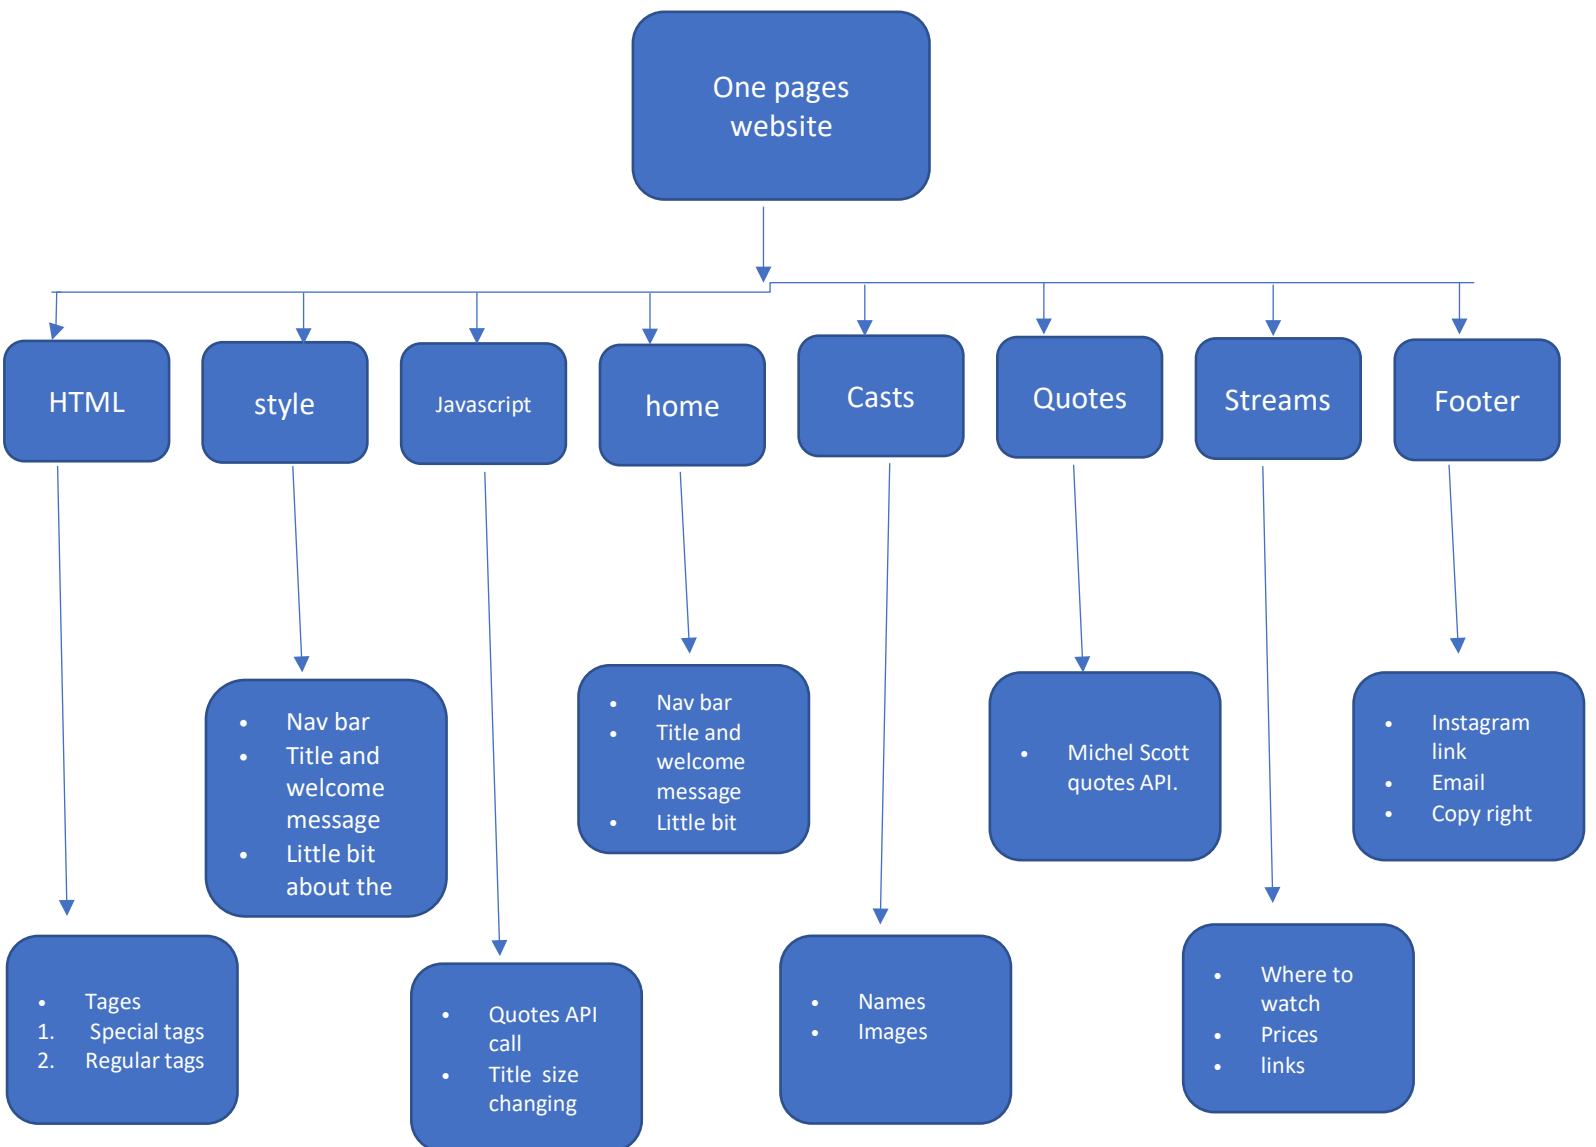 One pages
website
HTML
style
Javascript
home
Casts
Quotes
Streams
Footer
• Nav bar
• Title and
welcome
message
• Little bit
about the
• Nav bar
• Title and
welcome
message
• Little bit
• Michel Scott
quotes API.
• Instagram
link
• Email
• Copy right
• Tages
1. Special tags
2. Regular tags
• Quotes API
call
• Title size
changing
• Names
• Images
• Where to
watch
• Prices
• links